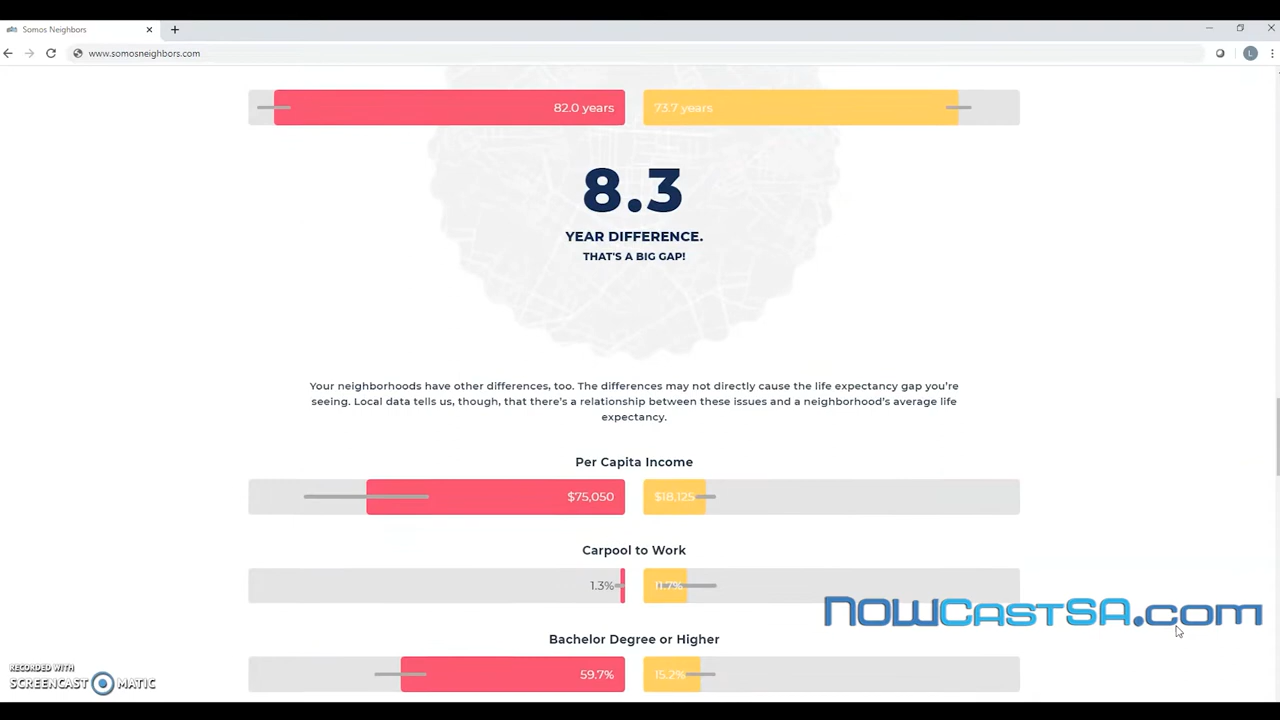 Somos Neighbors
www.somosneighbors.com
L
82.0 years
73.7 years
8.3
YEAR DIFFERENCE.
THAT'S A BIG GAP!
Your neighborhoods have other differences, too. The differences may not directly cause the life expectancy gap you're
seeing. Local data tells us, though, that there's a relationship between these issues and a neighborhood's average life
expectancy.
Per Capita Income
$75,050
$18,125
Carpool to Work
1.3%
11.7%
NOWCASTSA.com
Bachelor Degree or Higher
59.7%
15.2%
RECORDED WITH
SCREENCAST MATIC